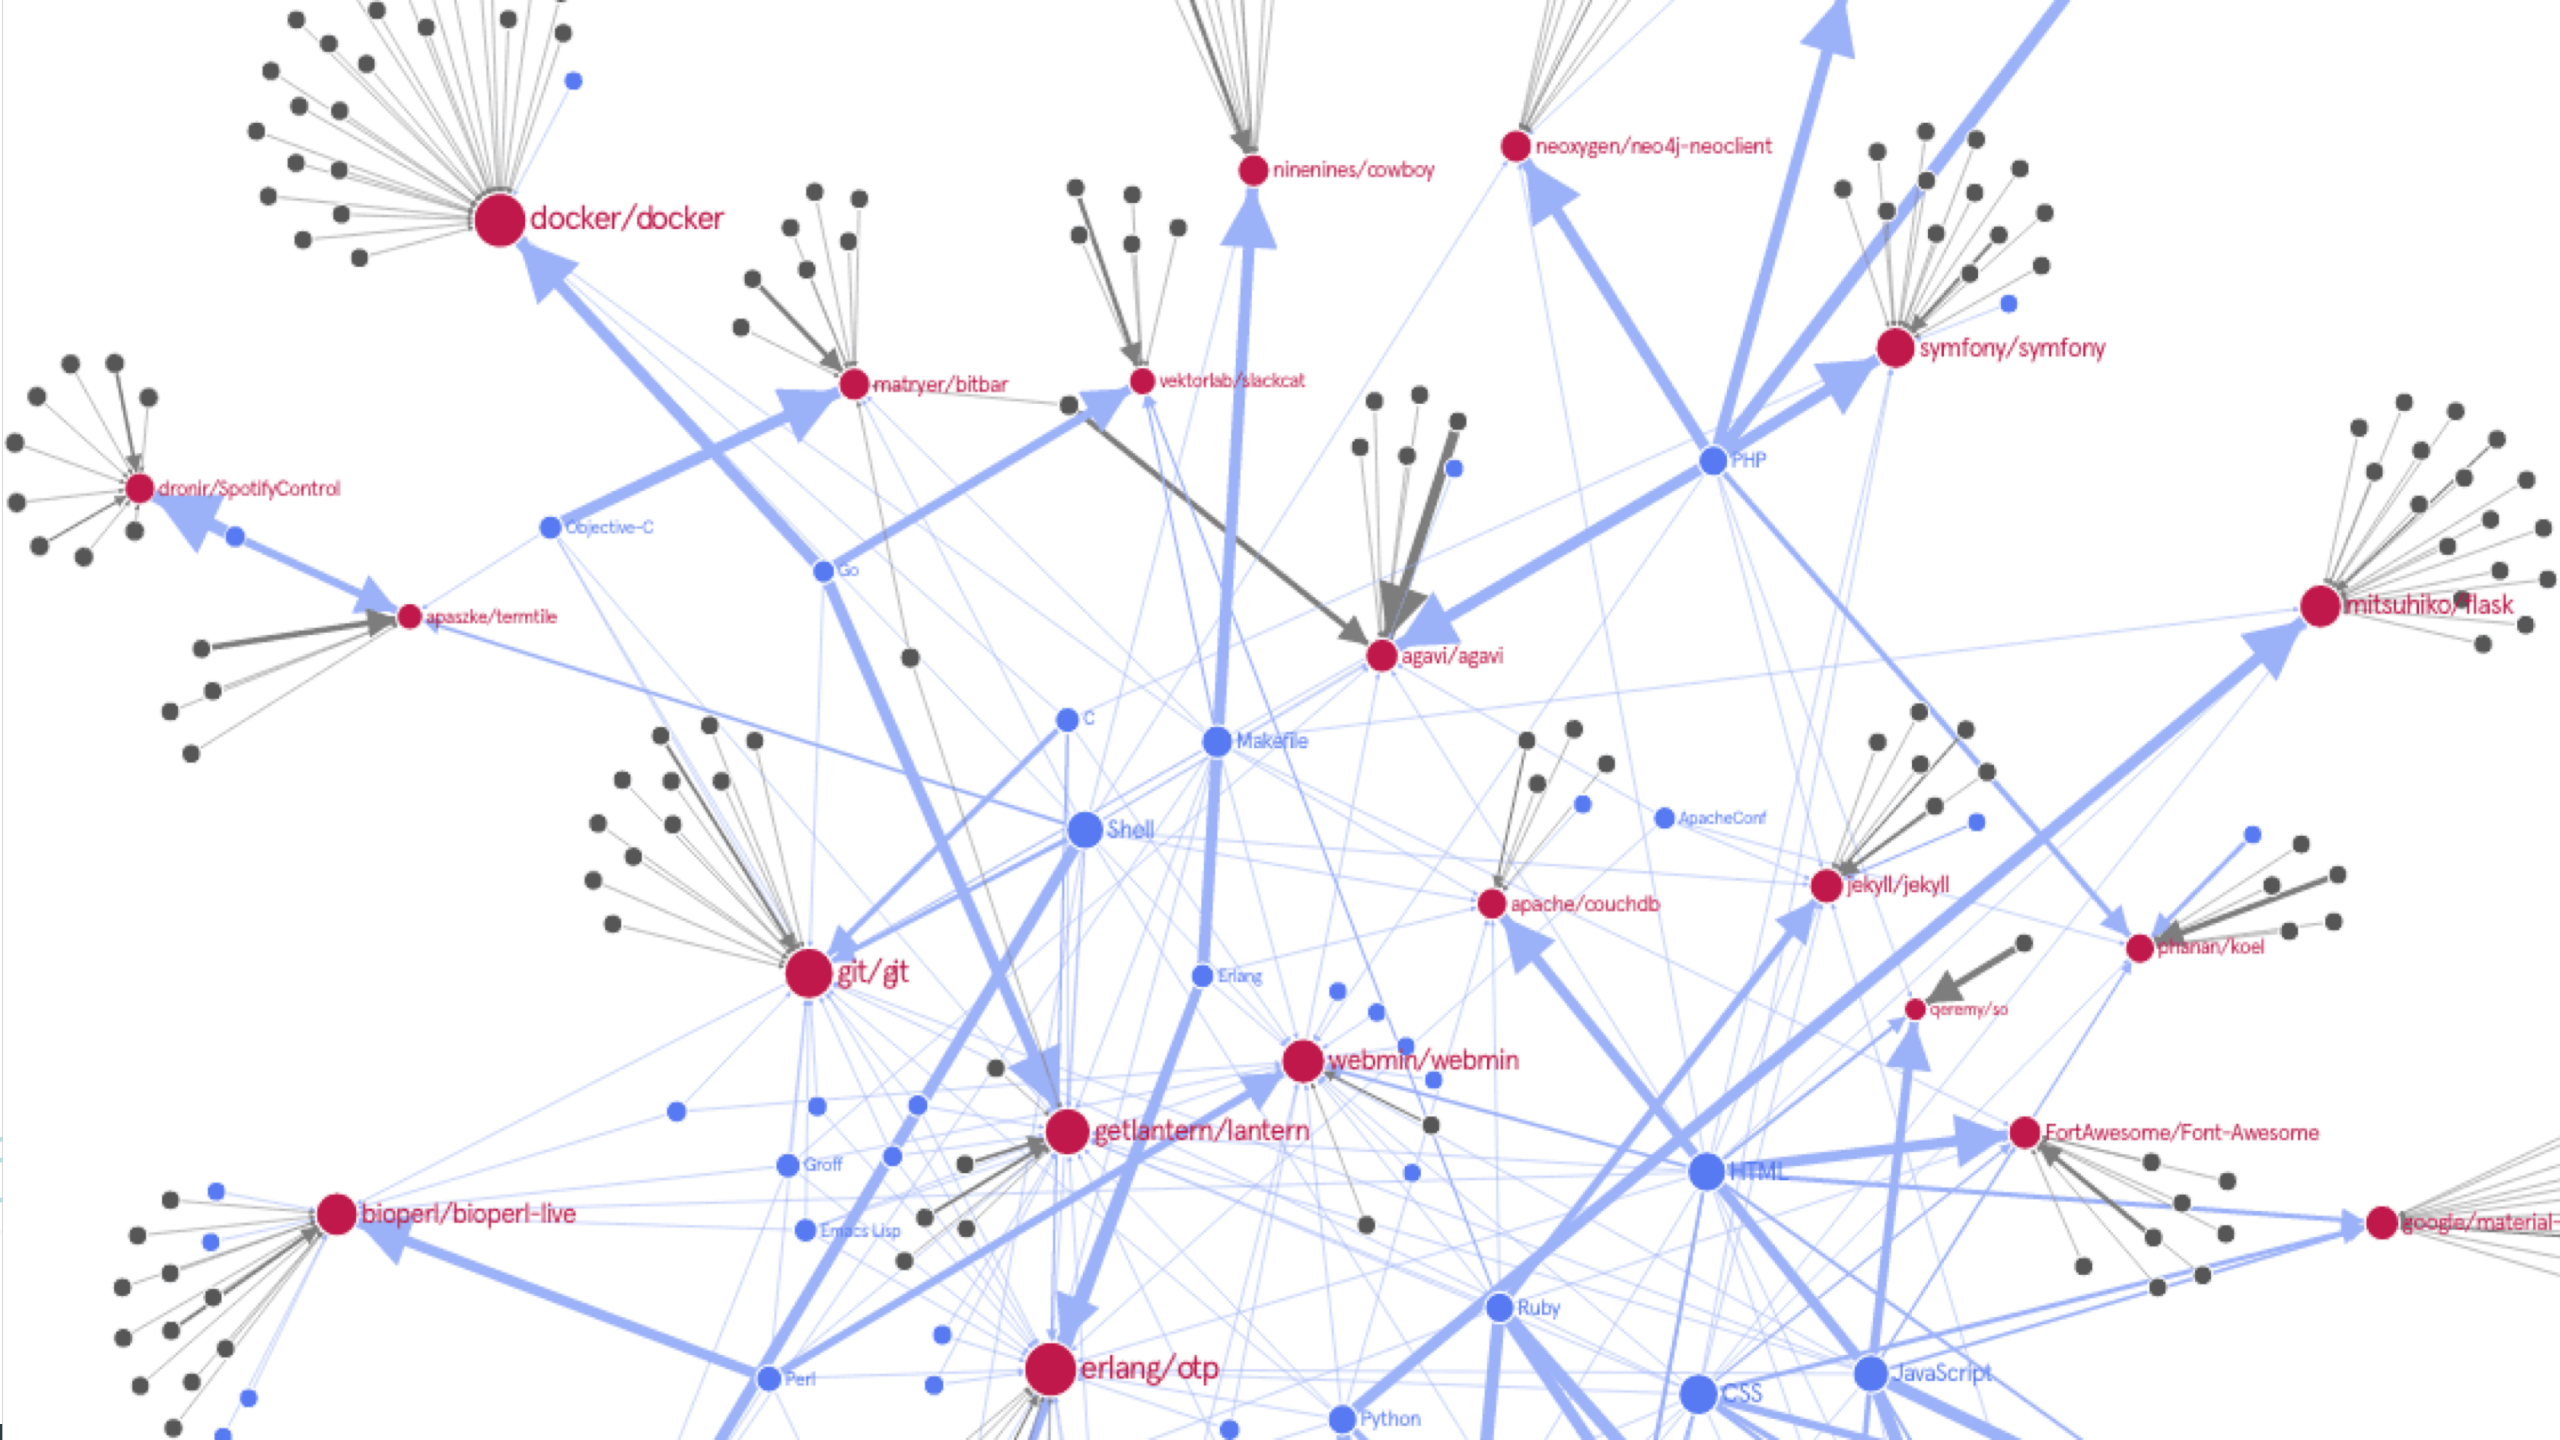 neoxygen/neo4j-neoclient
ninenines/cowboy
docker/docker
symfony/symfony
vektorlab/slackcat
matryer/bitbar
PHP
dronir/SpotifyControl
Objective-C
Go
mitsuhiko/flask
apaszke/termtile
agavi/agavi
C
Makefile
ApacheConf
Shell
jekyll/jekyll
apache/couchdb
phanan/koel
git/git
Erlang
qeremy/so
webmin/webmin
getlantern/lantern
FortAwesome/Font-Awesome
Groff
HTML
bioperl/bioperl-live
google/material-
Emacs Lisp
Ruby
erlang/otp
JavaScript
Perl
CSS
Python